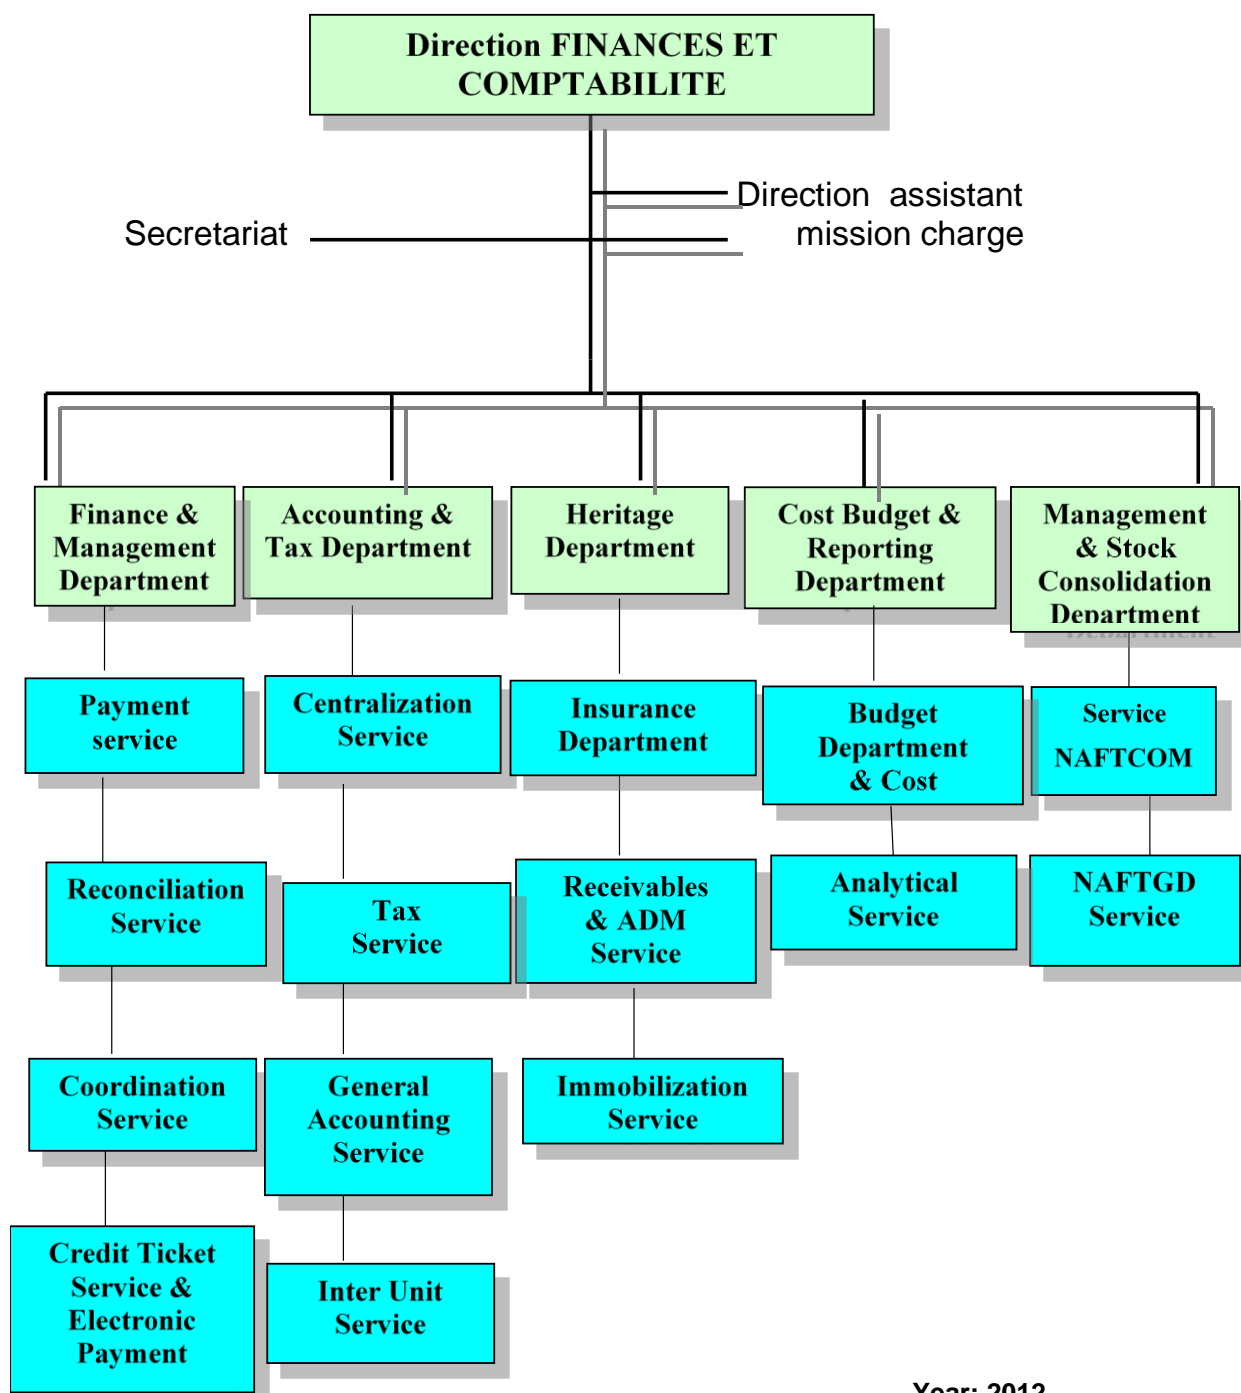 Direction FINANCES ET
COMPTABILITE
Direction assistant
Secretariat
mission charge
Finance &
Management
Department
Accounting &
Tax Department
Heritage
Department
Cost Budget &
Reporting
Department
Management
& Stock
Consolidation
Department
Payment
service
Centralization
Service
Insurance
Department
Budget
Department
& Cost
Service
NAFTCOM
Reconciliation
Service
Tax
Service
Receivables
& ADM
Service
Analytical
Service
NAFTGD
Service
Coordination
Service
General
Accounting
Service
Immobilization
Service
Credit Ticket
Service &
Electronic
Payment
Inter Unit
Service
Year: 2012